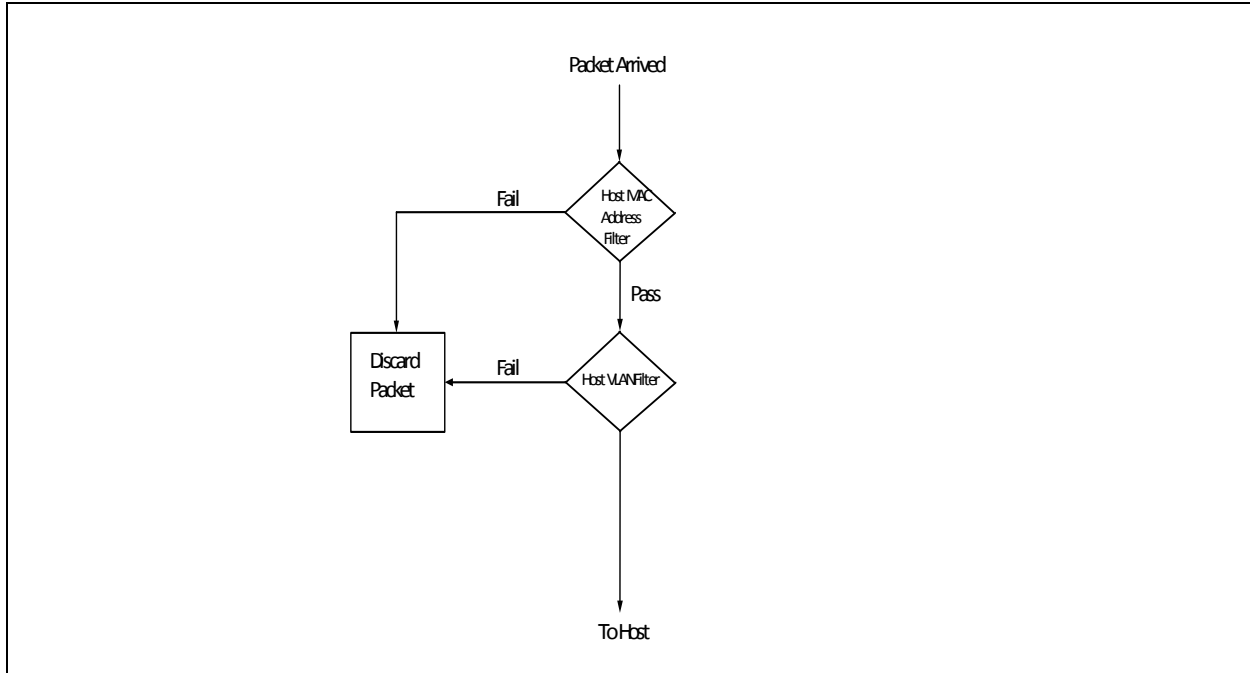 Packet Arrived
Fail
Host MAC
Address
Filter
Pass
Discard
Packet
Fail
Host VLAN Filter
To Host